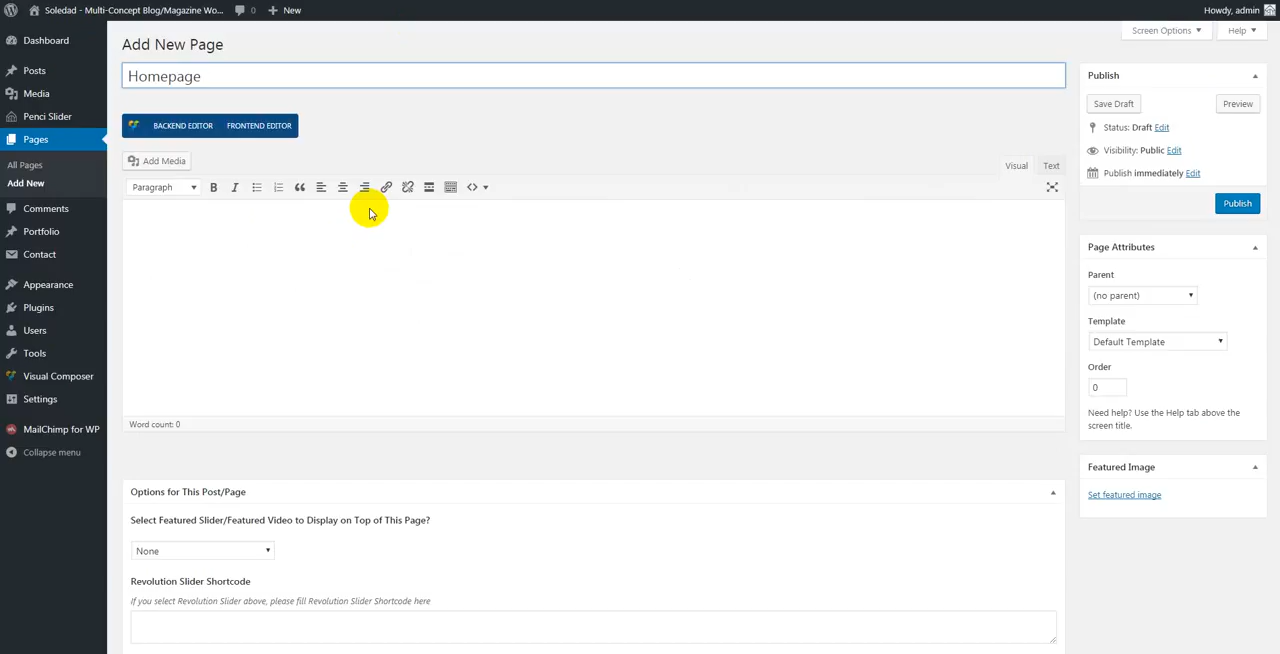 Soledad - Multi-Concept Blog/Magazine Wo... 0 New Howdy, admin
Screen Options Help
Dashboard
Posts
Media
Penci Slider
Pages
All Pages
Add New
Comments
Portfolio
Contact
Appearance
Plugins
Users
Tools
Visual Composer
Settings
MailChimp for WP
Collapse menu
Add New Page
Homepage
BACKEND EDITOR FRONTEND EDITOR
Add Media
Visual Text
Paragraph B I
Word count: 0
Options for This Post/Page
Select Featured Slider/Featured Video to Display on Top of This Page?
None
Revolution Slider Shortcode
If you select Revolution Slider above, please fill Revolution Slider Shortcode here
Publish
Save Draft Preview
Status: Draft Edit
Visibility: Public Edit
Publish immediately Edit
Publish
Page Attributes
Parent
(no parent)
Template
Default Template
Order
0
Need help? Use the Help tab above the
screen title.
Featured Image
Set featured image